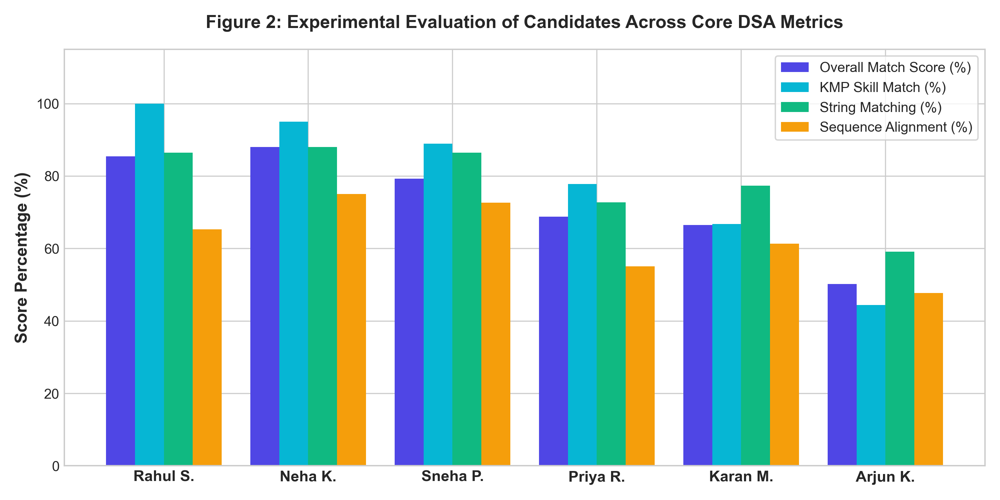 Figure 2: Experimental Evaluation of Candidates Across Core DSA Metrics
Overall Match Score (%)
KMP Skill Match (%)
String Matching (%)
Sequence Alignment (%)
Score Percentage (%)
100
80
60
40
20
0
Rahul S. Neha K. Sneha P. Priya R. Karan M. Arjun K.